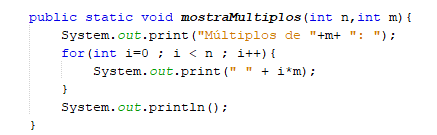 public static void mostraMultiplos(int n,int m){
System.out.print("Múltiplos de "+m+ ": ");
for(int i=0 ; i < n ; i++){
System.out.print(" " + i*m);
}
System.out.println();
}